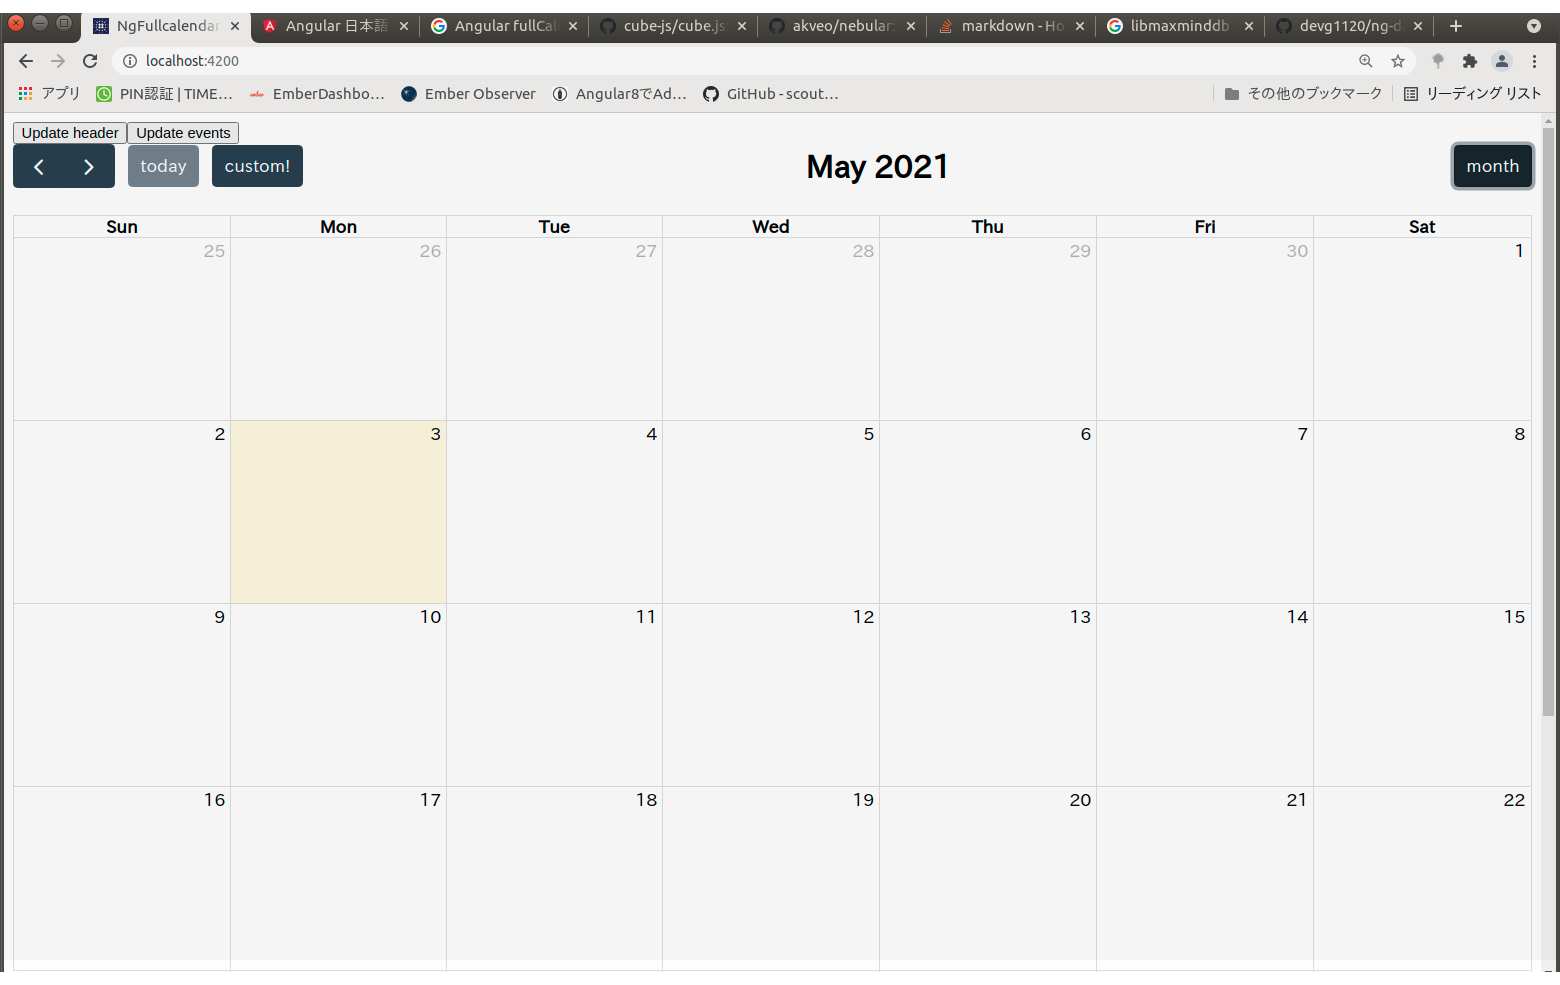 NgFullcalendar Angular 日本語 Angular fullCal cube-js/cube.js akveo/nebular: markdown - Ho libmaxminddb devg1120/ng-d
localhost:4200
アプリ PIN認証 | TIME... EmberDashbo... Ember Observer Angular8でAd... GitHub - scout... その他のブックマーク リーディング リスト
Update header Update events
today custom! May 2021 month
Sun Mon Tue Wed Thu Fri Sat
25 26 27 28 29 30 1
2 3 4 5 6 7 8
9 10 11 12 13 14 15
16 17 18 19 20 21 22